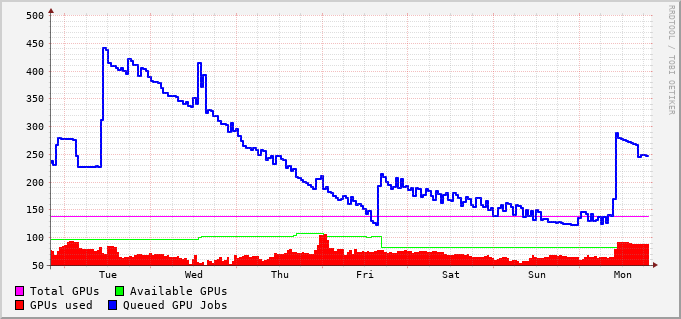 500
450
400
350
300
250
200
150
100
50
Tue Wed Thu Fri Sat Sun Mon
Total GPUs Available GPUs
GPUs used Queued GPU Jobs
RRDTOOL / TOBI OETIKER